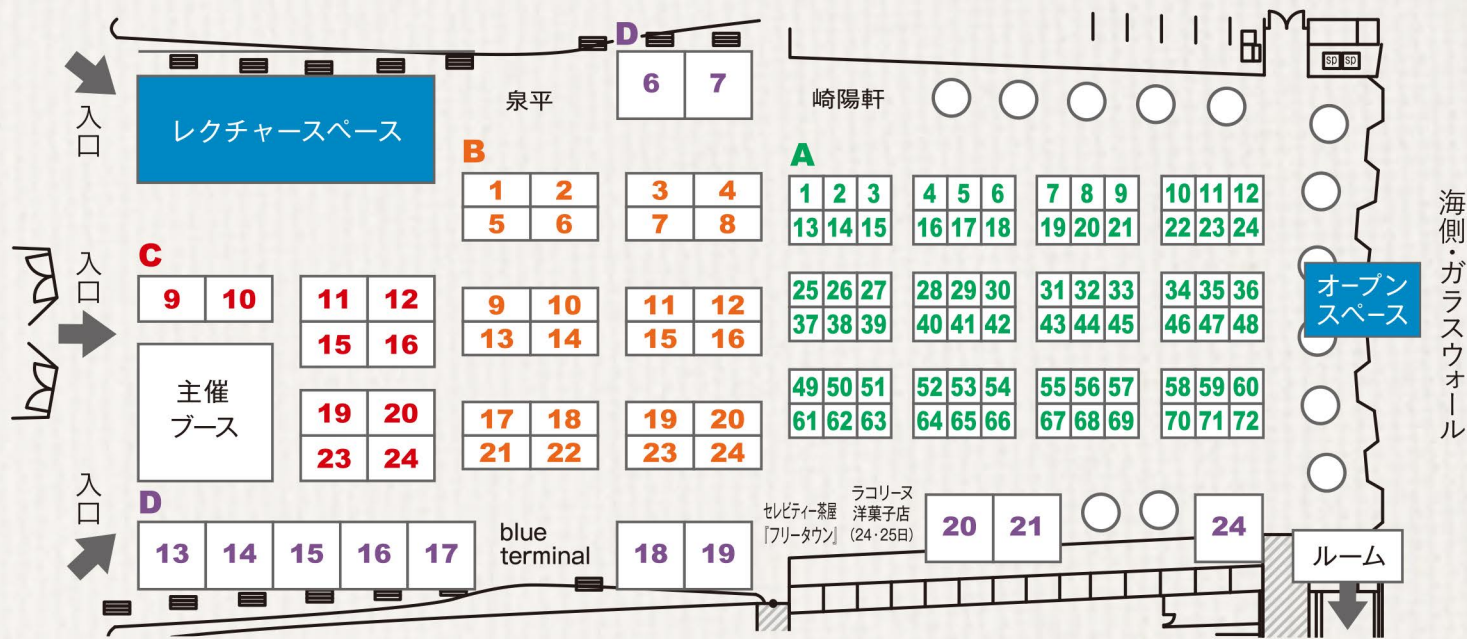 D
6 7
sp sp
入口
レクチャースペース
泉平
崎陽軒
B
1 2 3 4
5 6 7 8
A
1 2 3 4 5 6 7 8 9 10 11 12
13 14 15 16 17 18 19 20 21 22 23 24
海側・ガラスウォール
入口
C
9 10
11 12
15 16
9 10 11 12
13 14 15 16
25 26 27 28 29 30 31 32 33 34 35 36
37 38 39 40 41 42 43 44 45 46 47 48
オープン
スペース
主催
ブース
19 20
23 24
17 18 19 20
21 22 23 24
49 50 51 52 53 54 55 56 57 58 59 60
61 62 63 64 65 66 67 68 69 70 71 72
入口
D
13 14 15 16 17
blue
terminal
18 19
セレビティー茶屋
『フリータウン』
ラコリーヌ
洋菓子店
(24・25日)
20 21
24
ルーム